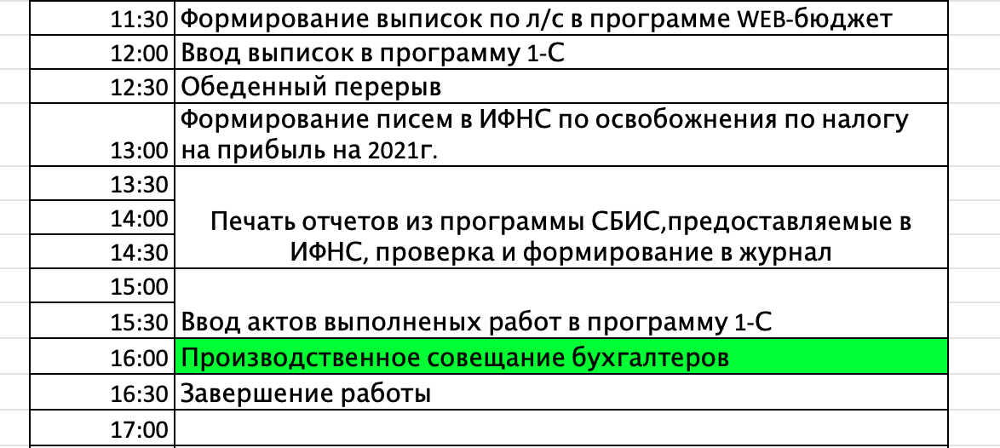 11:30 Формирование выписок по л/с в программе WEB-бюджет
12:00 Ввод выписок в программу 1-С
12:30 Обеденный перерыв
Формирование писем в ИФНС по освобожнения по налогу
13:00 на прибыль на 2021г.
13:30
14:00 Печать отчетов из программы СБИС,предоставляемые в
14:30 ИФНС, проверка и формирование в журнал
15:00
15:30 Ввод актов выполненых работ в программу 1-С
16:00 Производственное совещание бухгалтеров
16:30 Завершение работы
17:00